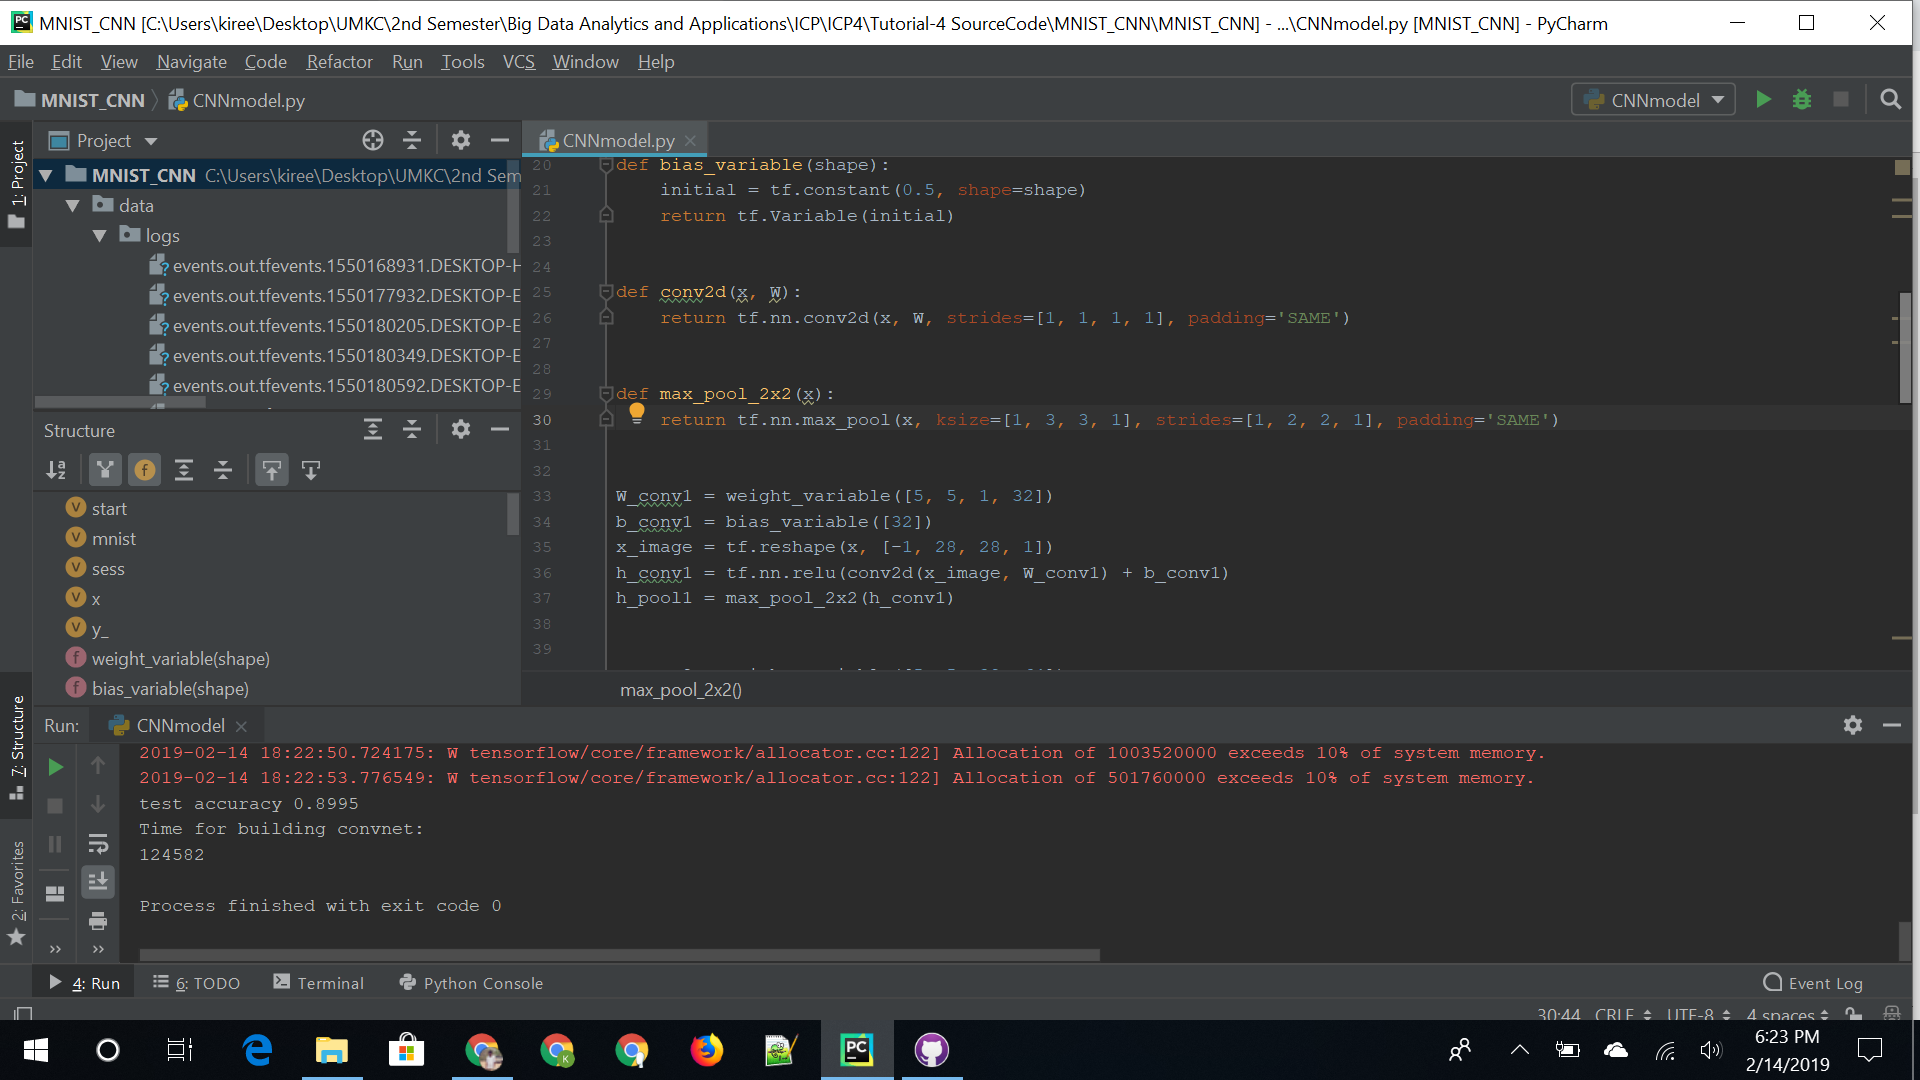 MNIST_CNN [C:\Users\kiree\Desktop\UMKC\2nd Semester\Big Data Analytics and Applications\ICP\ICP4\Tutorial-4 SourceCode\MNIST_CNN\MNIST_CNN] - ...\CNNmodel.py [MNIST_CNN] - PyCharm
File Edit View Navigate Code Refactor Run Tools VCS Window Help
MNIST_CNN CNNmodel.py CNNmodel
1: Project
Project
MNIST_CNN C:\Users\kiree\Desktop\UMKC\2nd Sem
data
logs
events.out.tfevents.1550168931.DESKTOP-H
events.out.tfevents.1550177932.DESKTOP-E
events.out.tfevents.1550180205.DESKTOP-E
events.out.tfevents.1550180349.DESKTOP-E
events.out.tfevents.1550180592.DESKTOP-E
Structure
start
mnist
sess
x
y_
weight_variable(shape)
bias_variable(shape)
CNNmodel.py
20 def bias_variable(shape):
21 initial = tf.constant(0.5, shape=shape)
22 return tf.Variable(initial)
23
24
25 def conv2d(x, W):
26 return tf.nn.conv2d(x, W, strides=[1, 1, 1, 1], padding='SAME')
27
28
29 def max_pool_2x2(x):
30 return tf.nn.max_pool(x, ksize=[1, 3, 3, 1], strides=[1, 2, 2, 1], padding='SAME')
31
32
33 W_conv1 = weight_variable([5, 5, 1, 32])
34 b_conv1 = bias_variable([32])
35 x_image = tf.reshape(x, [-1, 28, 28, 1])
36 h_conv1 = tf.nn.relu(conv2d(x_image, W_conv1) + b_conv1)
37 h_pool1 = max_pool_2x2(h_conv1)
38
39
max_pool_2x2()
7: Structure
2: Favorites
Run: CNNmodel
2019-02-14 18:22:50.724175: W tensorflow/core/framework/allocator.cc:122] Allocation of 1003520000 exceeds 10% of system memory.
2019-02-14 18:22:53.776549: W tensorflow/core/framework/allocator.cc:122] Allocation of 501760000 exceeds 10% of system memory.
test accuracy 0.8995
Time for building convnet:
124582
Process finished with exit code 0
4: Run 6: TODO Terminal Python Console Event Log
30:44 CRLF UTF-8 4 spaces
6:23 PM
2/14/2019